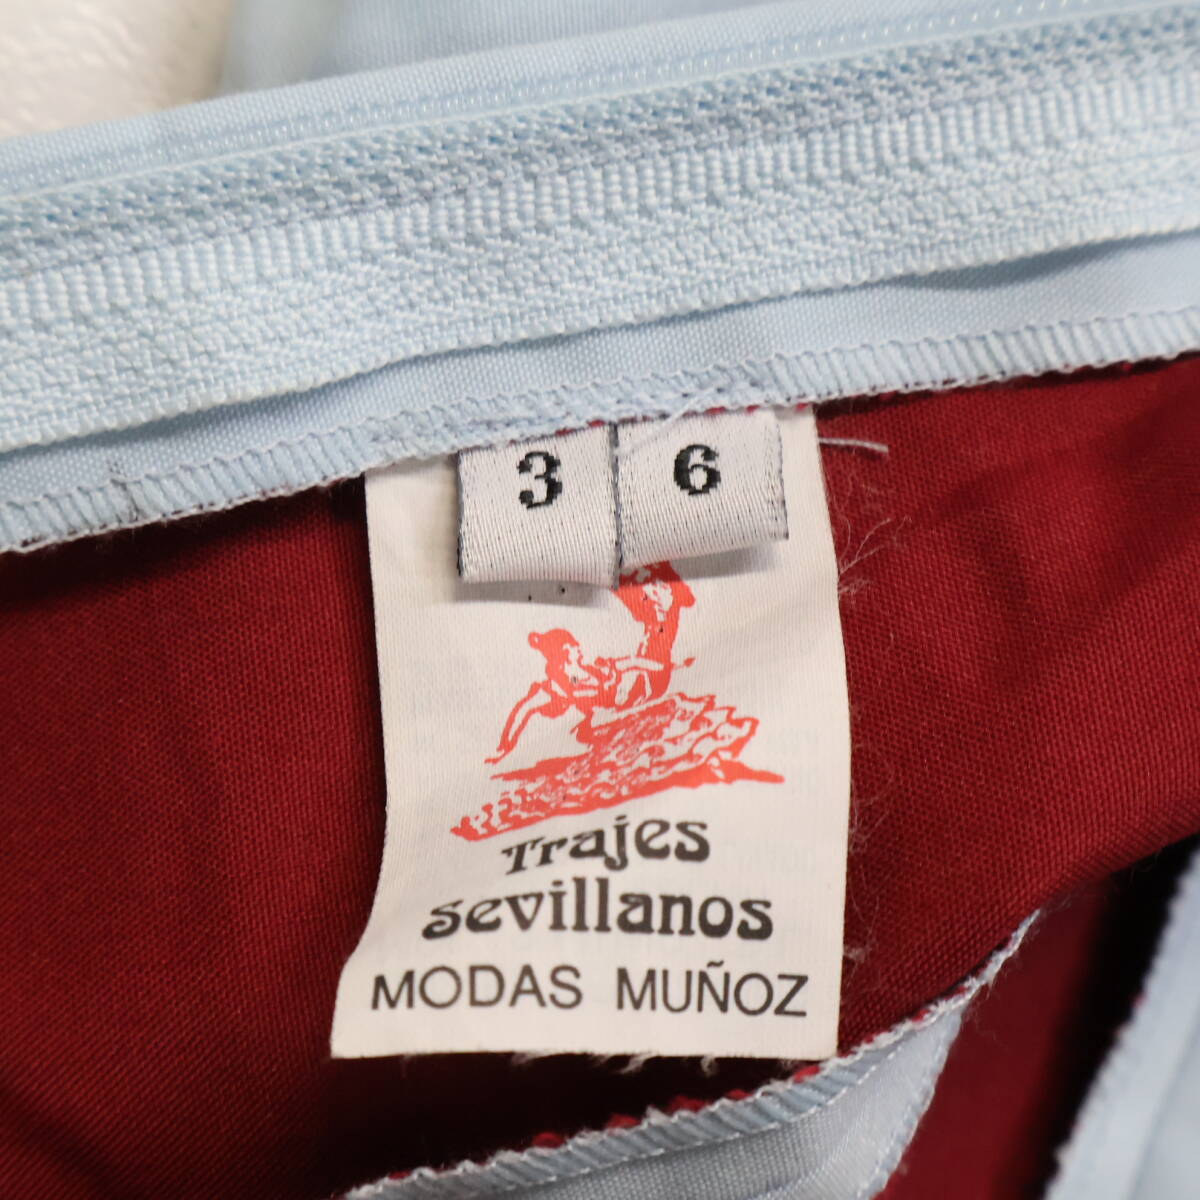 3 6
Trajes
sevillanos
MODAS MUÑOZ